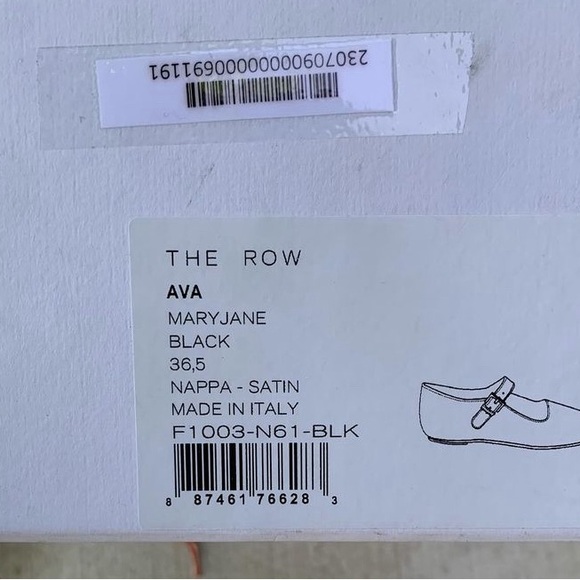 2307090000000000691191
THE ROW
AVA
MARYJANE
BLACK
36,5
NAPPA - SATIN
MADE IN ITALY
F1003-N61-BLK
8 87461 76628 3